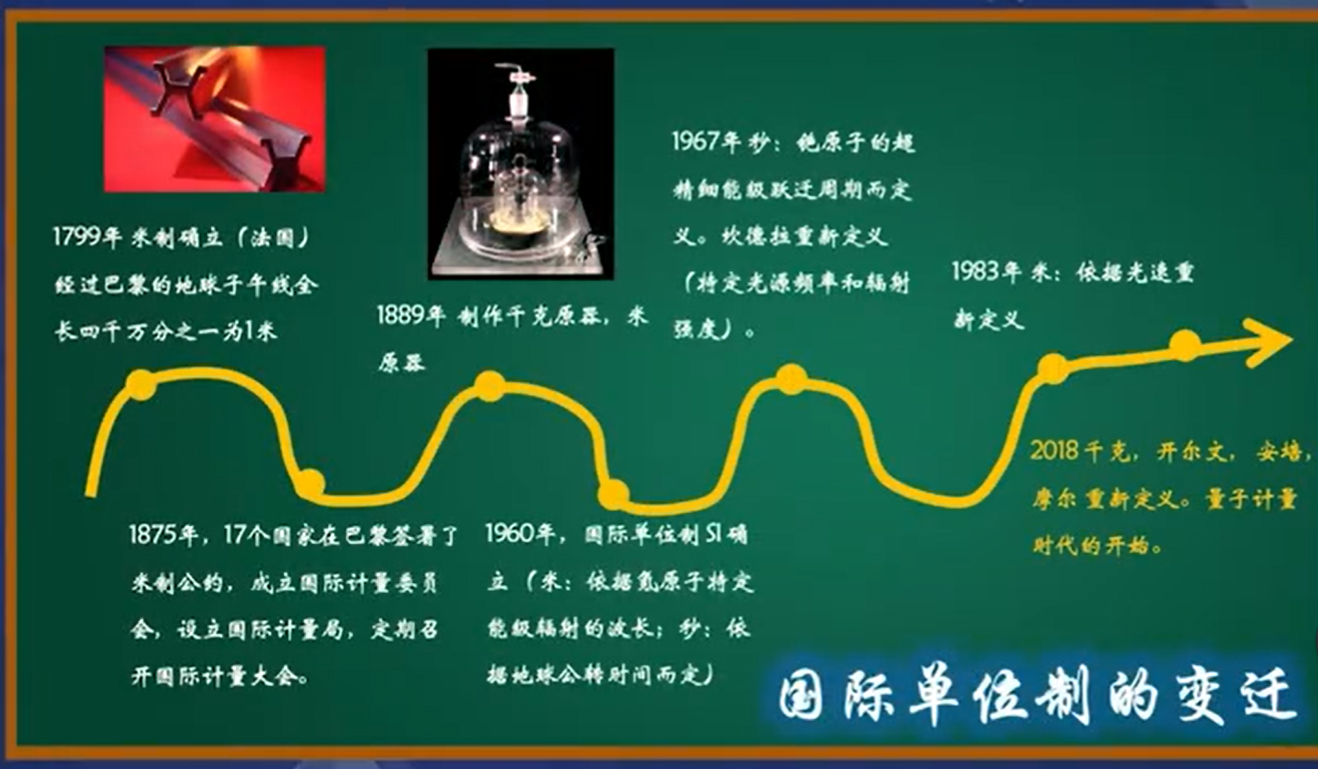 1799年 米制确立（法国）
经过巴黎的地球子午线全
长四千万分之一为1米
1875年，17个国家在巴黎签署了
米制公约，成立国际计量委员
会，设立国际计量局，定期召
开国际计量大会。
1889年 制作千克原器，米
原器
1960年，国际单位制SI确
立（米：依据氪原子特定
能级辐射的波长；秒：依
据地球公转时间而定）
1967年 秒：铯原子的超
精细能级跃迁周期而定
义。坎德拉重新定义
（特定光源频率和辐射
强度）。
1983年 米：依据光速重
新定义
2018千克，开尔文，安培，
摩尔 重新定义。量子计量
时代的开始。
国际单位制的变迁